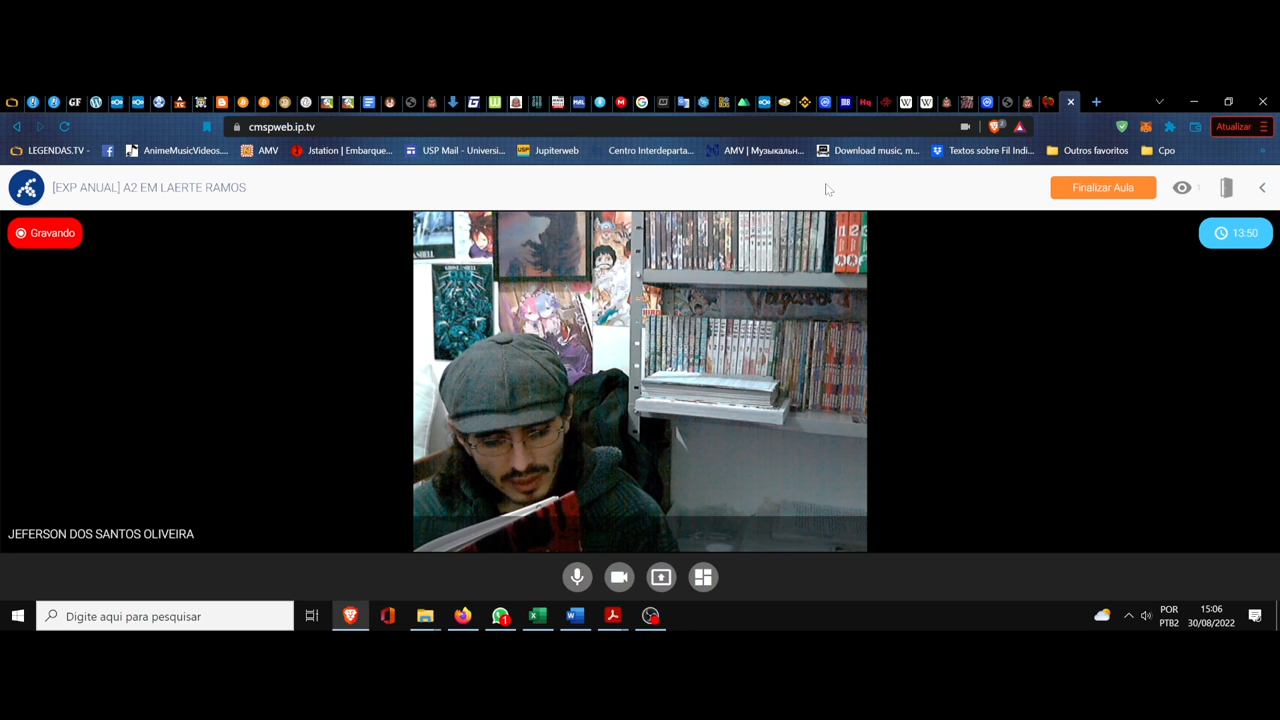 cmspweb.ip.tv
Atualizar
LEGENDAS.TV - AnimeMusicVideos.... AMV Jstation | Embarque... USP Mail - Universi... Jupiterweb Centro Interdeparta... AMV | Музыкальн... Download music, m... Textos sobre Fil Indi... Outros favoritos Cpo
[EXP ANUAL] A2 EM LAERTE RAMOS
Finalizar Aula
1
Gravando
13:50
JEFERSON DOS SANTOS OLIVEIRA
Digite aqui para pesquisar
POR
PTB2
15:06
30/08/2022